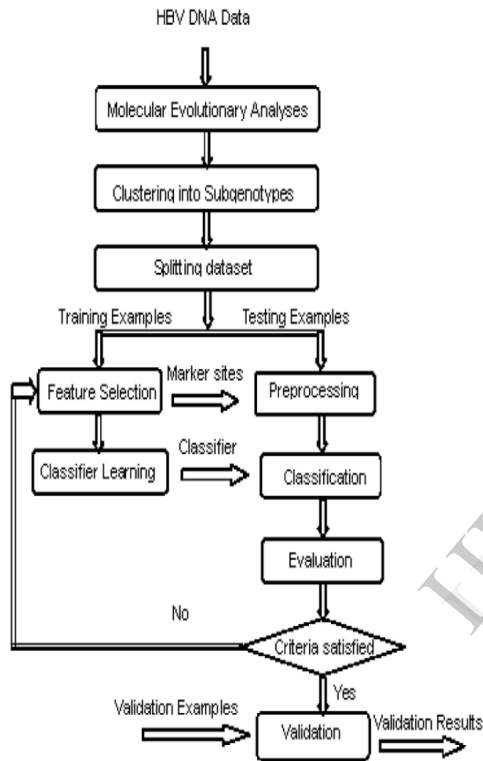 HBV DNA Data
Molecular Evolutionary Analyses
Clustering into Subgenotypes
Splitting dataset
Training Examples
Testing Examples
Feature Selection
Marker sites
Preprocessing
Classifier Learning
Classifier
Classification
Evaluation
No
Criteria satisfied
Yes
Validation Examples
Validation
Validation Results